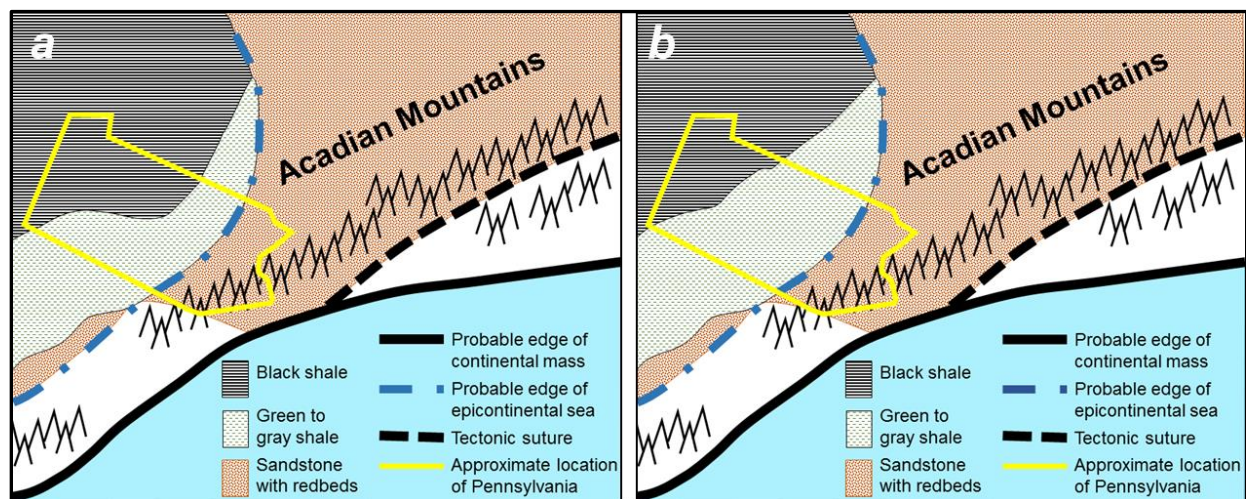 a
Acadian Mountains
Black shale
Green to
gray shale
Sandstone
with redbeds
Probable edge of
continental mass
Probable edge of
epicontinental sea
Tectonic suture
Approximate location
of Pennsylvania
b
Acadian Mountains
Black shale
Green to
gray shale
Sandstone
with redbeds
Probable edge of
continental mass
Probable edge of
epicontinental sea
Tectonic suture
Approximate location
of Pennsylvania